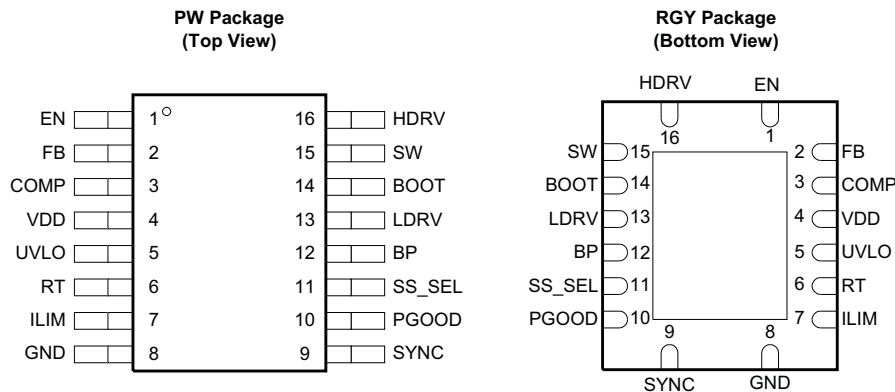 PW Package
(Top View)
EN 1 16 HDRV
FB 2 15 SW
COMP 3 14 BOOT
VDD 4 13 LDRV
UVLO 5 12 BP
RT 6 11 SS_SEL
ILIM 7 10 PGOOD
GND 8 9 SYNC
RGY Package
(Bottom View)
HDRV EN
16 1
SW 15 2 FB
BOOT 14 3 COMP
LDRV 13 4 VDD
BP 12 5 UVLO
SS_SEL 11 6 RT
PGOOD 10 7 ILIM
9 8
SYNC GND